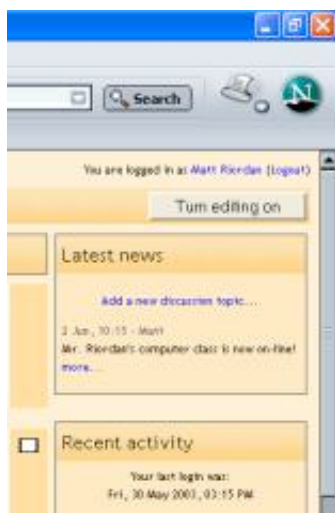 Search
N
You are logged in as Matt Riordan (Logout)
Turn editing on
Latest news
Add a new discussion topic...
2 Jun, 10:15 - Matt
Mr. Riordan's computer class is now on-line!
more...
Recent activity
Your last login was:
Fri, 30 May 2003, 03:15 PM